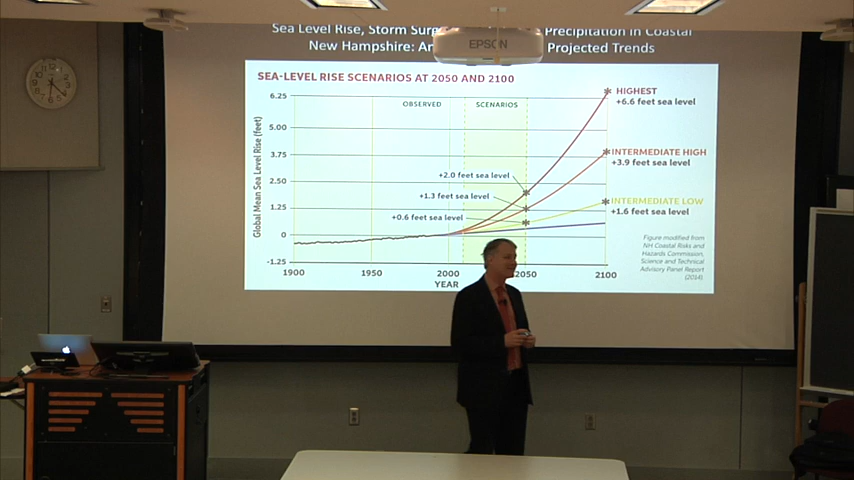 Sea Level Rise, Storm Surg Precipitation in Coastal
New Hampshire: An Projected Trends
EPSON
SEA-LEVEL RISE SCENARIOS AT 2050 AND 2100
OBSERVED SCENARIOS
HIGHEST
+6.6 feet sea level
INTERMEDIATE HIGH
+3.9 feet sea level
INTERMEDIATE LOW
+1.6 feet sea level
+2.0 feet sea level
+1.3 feet sea level
+0.6 feet sea level
Global Mean Sea Level Rise (feet)
6.25
5.00
3.75
2.50
1.25
0
-1.25
1900 1950 2000 2050 2100
YEAR
Figure modified from
NH Coastal Risks and
Hazards Commission,
Science and Technical
Advisory Panel Report
(2014).